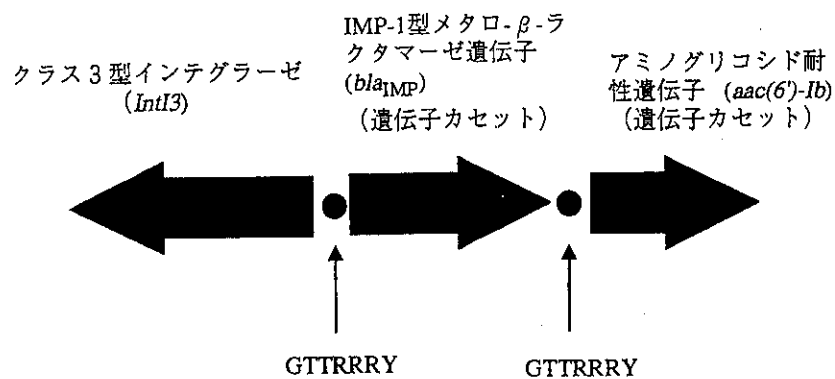 クラス3型インテグラーゼ
(IntI3)
IMP-1型メタロ-β-ラ
クタマーゼ遺伝子
(blaIMP)
(遺伝子カセット)
アミノグリコシド耐
性遺伝子 (aac(6')-Ib)
(遺伝子カセット)
GTTRRRY
GTTRRRY